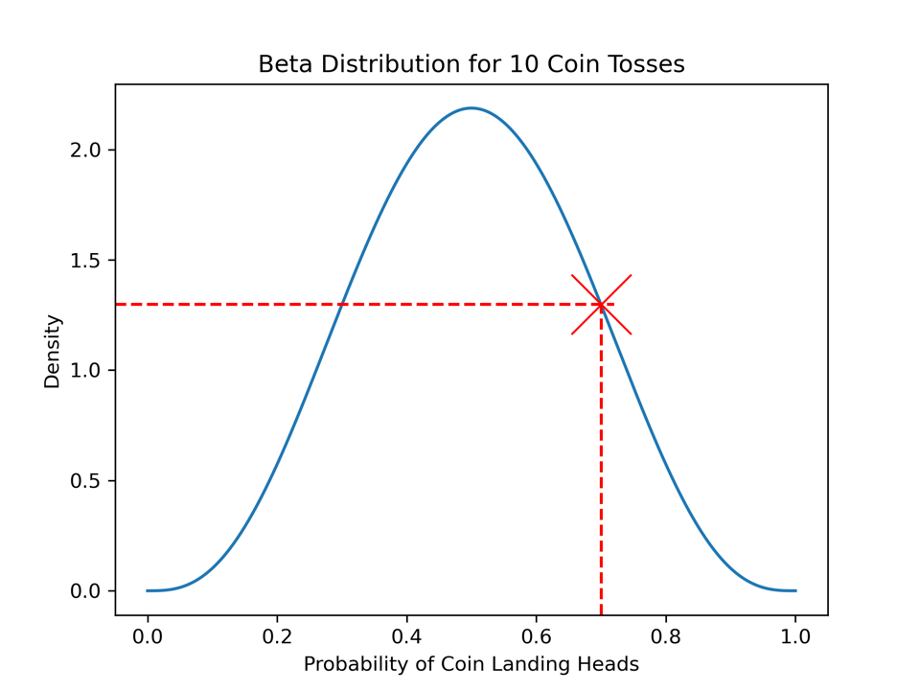 Beta Distribution for 10 Coin Tosses
Density
2.0
1.5
1.0
0.5
0.0
0.0 0.2 0.4 0.6 0.8 1.0
Probability of Coin Landing Heads